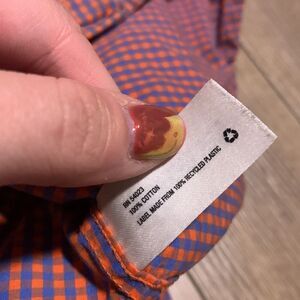 RN 54023
100% COTTON
LABEL MADE FROM 100% RECYCLED PLASTIC